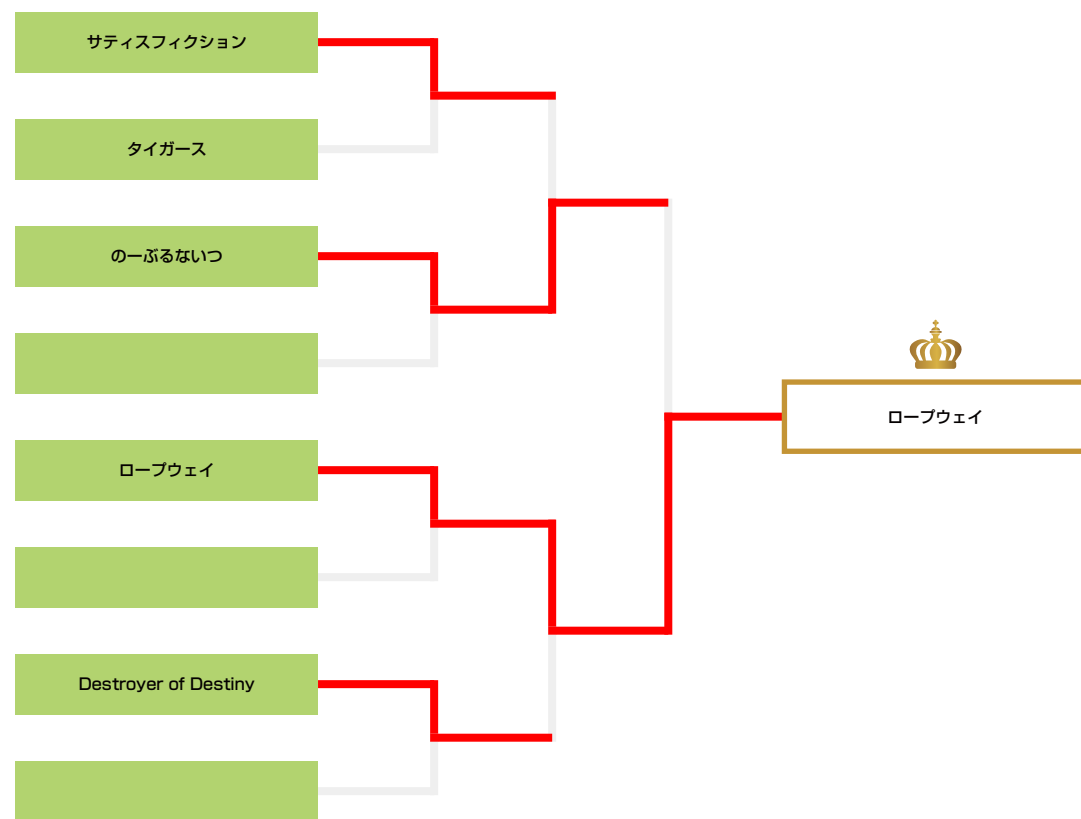 サティスフィクション
タイガース
のーぶるないつ
ロープウェイ
Destroyer of Destiny
ロープウェイ